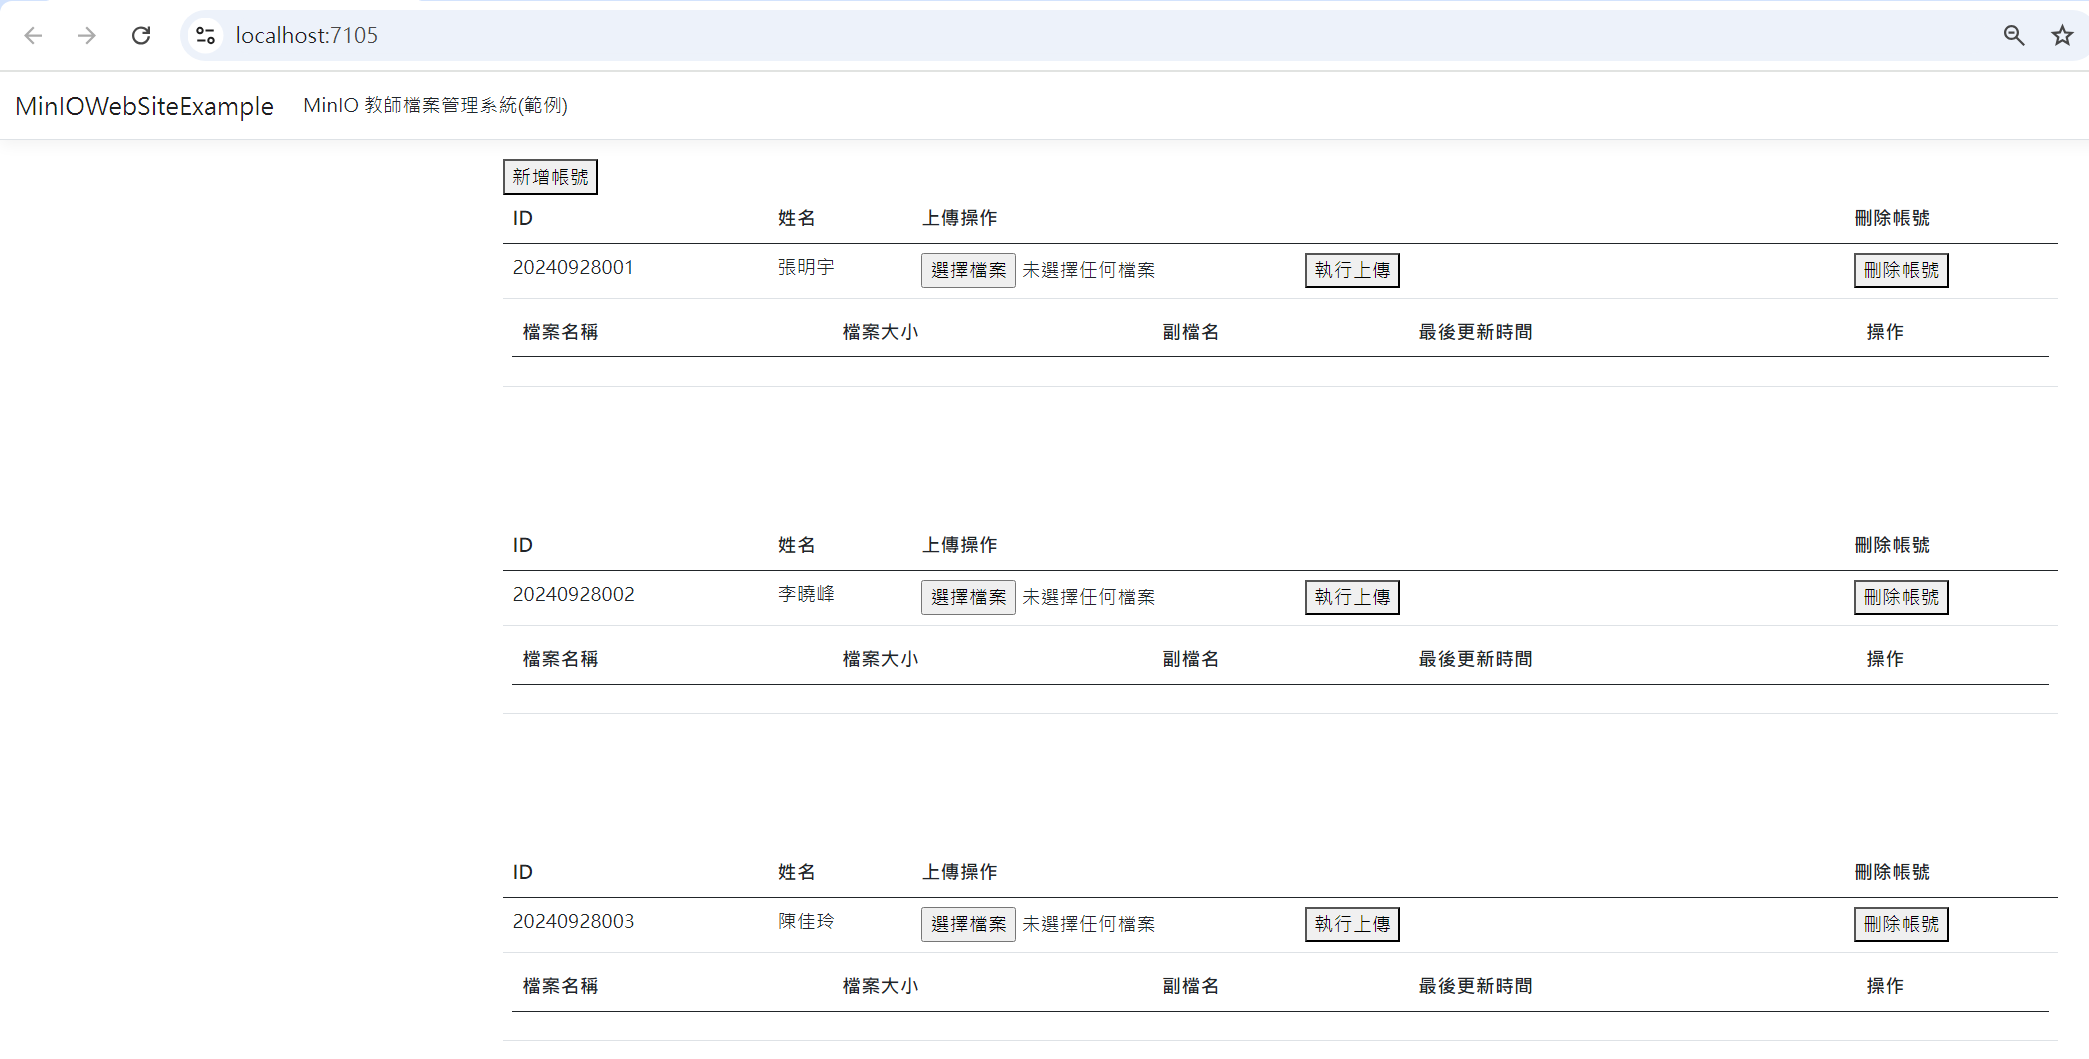 localhost:7105
MinIOWebSiteExample MinIO 教師檔案管理系統(範例)
新增帳號
ID 姓名 上傳操作 刪除帳號
20240928001 張明宇 選擇檔案 未選擇任何檔案 執行上傳 刪除帳號
檔案名稱 檔案大小 副檔名 最後更新時間 操作
ID 姓名 上傳操作 刪除帳號
20240928002 李曉峰 選擇檔案 未選擇任何檔案 執行上傳 刪除帳號
檔案名稱 檔案大小 副檔名 最後更新時間 操作
ID 姓名 上傳操作 刪除帳號
20240928003 陳佳玲 選擇檔案 未選擇任何檔案 執行上傳 刪除帳號
檔案名稱 檔案大小 副檔名 最後更新時間 操作